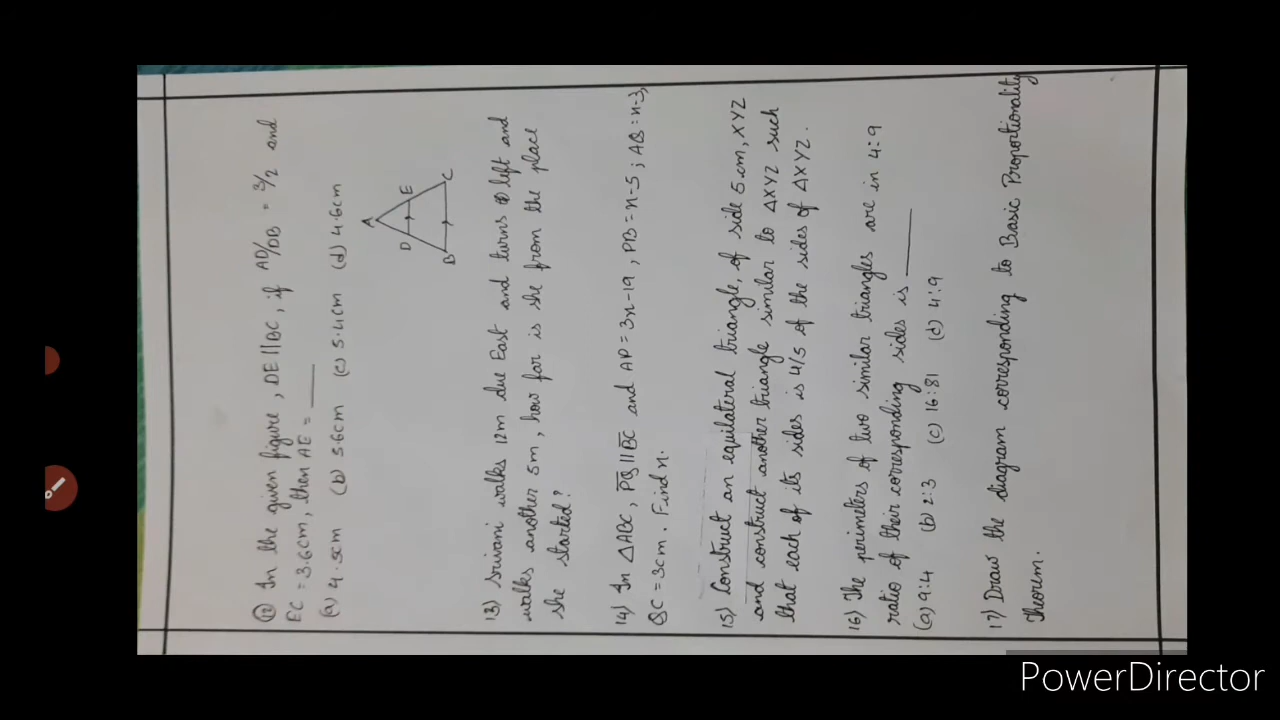 12 In the given figure, DE || BC, if AD/DB = 3/2 and
EC = 3.6cm, then AE = ______
(a) 4.5cm (b) 5.6cm (c) 5.4cm (d) 4.6cm
A
D E
B C
13) Srivani walks 12m due East and turns left and
walks another 5m, how far is she from the place
she started?
14) In ΔABC, PQ || BC and AP = 3x-19, PB = x-5; AQ = x-3,
QC = 3cm. Find x.
15) Construct an equilateral triangle, of side 5cm, XYZ
and construct another triangle similar to ΔXYZ such
that each of its sides is 4/5 of the sides of ΔXYZ.
16) The perimeters of two similar triangles are in 4:9
ratio of their corresponding sides is ______
(a) 9:4 (b) 2:3 (c) 16:81 (d) 4:9
17) Draw the diagram corresponding to Basic Proportionality
Theorem.
PowerDirector